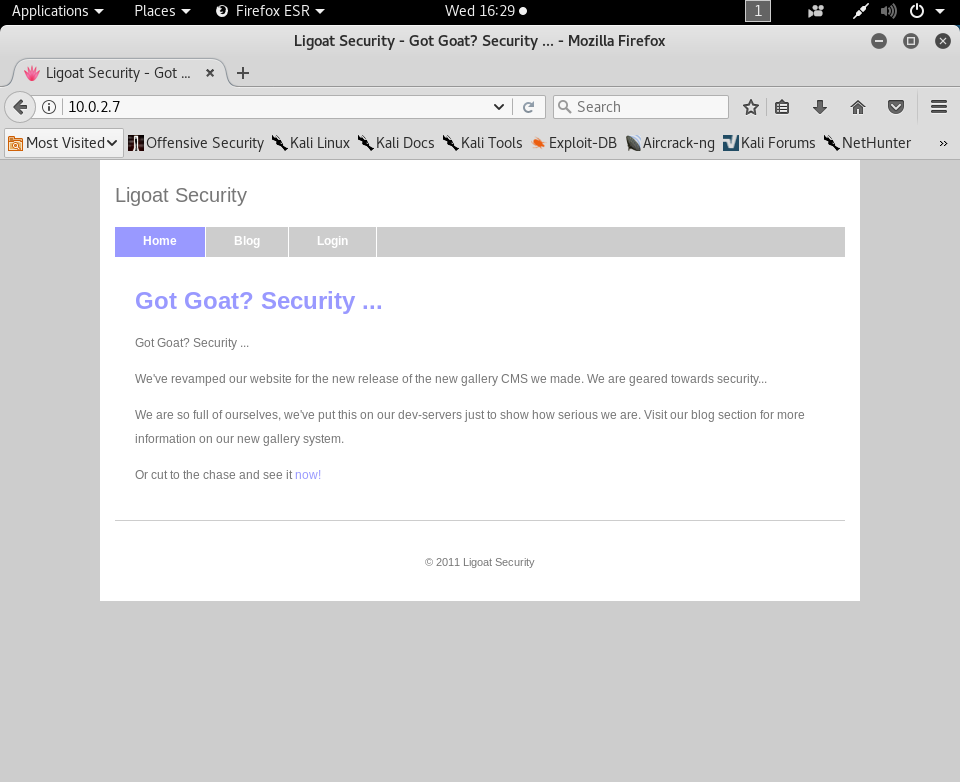 Applications Places Firefox ESR Wed 16:29 1
Ligoat Security - Got Goat? Security ... - Mozilla Firefox
Ligoat Security - Got ...
10.0.2.7 Search
Most Visited Offensive Security Kali Linux Kali Docs Kali Tools Exploit-DB Aircrack-ng Kali Forums NetHunter »
Ligoat Security
Home Blog Login
Got Goat? Security ...
Got Goat? Security ...
We've revamped our website for the new release of the new gallery CMS we made. We are geared towards security...
We are so full of ourselves, we've put this on our dev-servers just to show how serious we are. Visit our blog section for more
information on our new gallery system.
Or cut to the chase and see it now!
© 2011 Ligoat Security